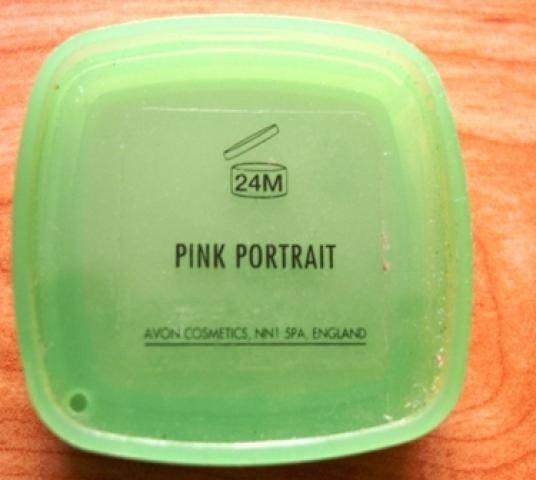 24M
PINK PORTRAIT
AVON COSMETICS, NN1 5PA, ENGLAND